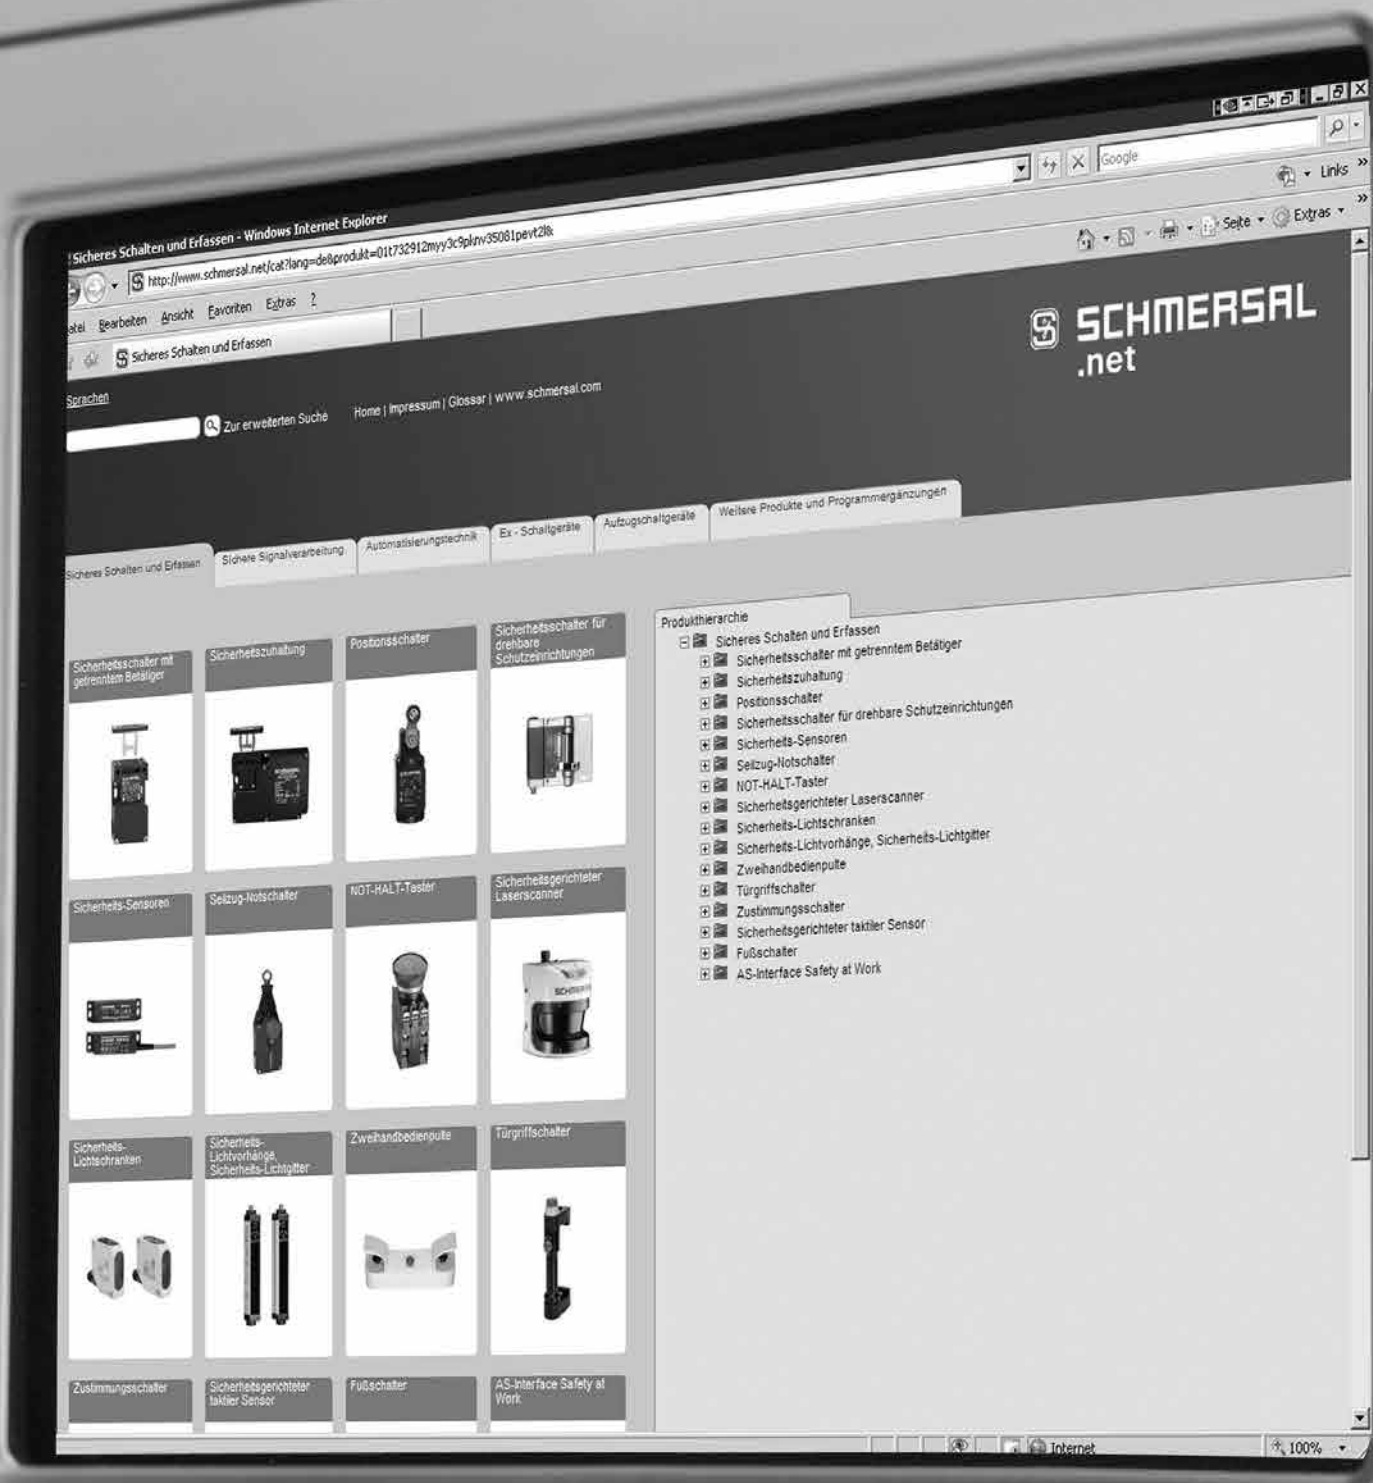 Sicheres Schalten und Erfassen - Windows Internet Explorer
http://www.schmersal.net/cat?lang=de&produkt=
Google
Bearbeiten Ansicht Favoriten Extras ?
Links »
Sicheres Schalten und Erfassen
Seite Extras »
SCHMERSAL
.net
Sprachen
Zur erweiterten Suche
Home | Impressum | Glossar | www.schmersal.com
Sicheres Schalten und Erfassen
Sichere Signalverarbeitung
Automatisierungstechnik
Ex - Schaltgeräte
Aufzugschaltgeräte
Weitere Produkte und Programmergänzungen
Sicherheitsschalter mit
getrenntem Betätiger
Sicherheitszuhaltung
Positionsschalter
Sicherheitsschalter für
drehbare
Schutzeinrichtungen
Sicherheits-Sensoren
Seilzug-Notschalter
NOT-HALT-Taster
Sicherheitsgerichteter
Laserscanner
Sicherheits-
Lichtschranken
Sicherheits-
Lichtvorhänge,
Sicherheits-Lichtgitter
Zweihandbedienpulte
Türgriffschalter
Zustimmungsschalter
Sicherheitsgerichteter
taktiler Sensor
Fußschalter
AS-Interface Safety at
Work
Produkthierarchie
Sicheres Schalten und Erfassen
Sicherheitsschalter mit getrenntem Betätiger
Sicherheitszuhaltung
Positionsschalter
Sicherheitsschalter für drehbare Schutzeinrichtungen
Sicherheits-Sensoren
Seilzug-Notschalter
NOT-HALT-Taster
Sicherheitsgerichteter Laserscanner
Sicherheits-Lichtschranken
Sicherheits-Lichtvorhänge, Sicherheits-Lichtgitter
Zweihandbedienpulte
Türgriffschalter
Zustimmungsschalter
Sicherheitsgerichteter taktiler Sensor
Fußschalter
AS-Interface Safety at Work
Internet
100%